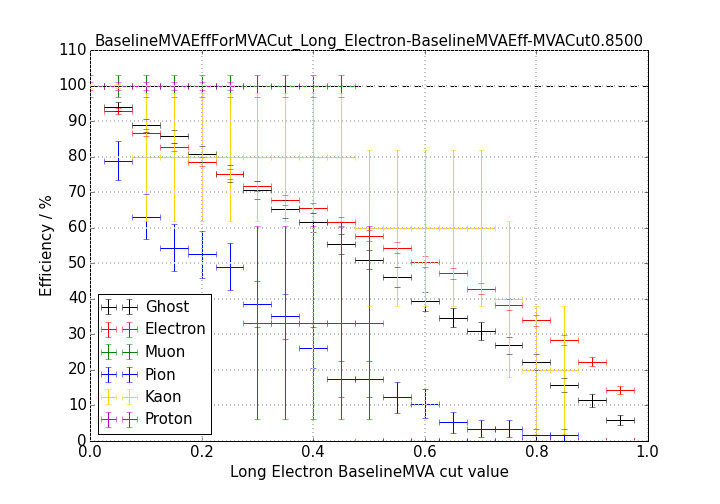 BaselineMVAEffForMVACut_Long_Electron-BaselineMVAEff-MVACut0.8500
110
100
90
80
70
60
50
40
30
20
10
0
Efficiency / %
Ghost
Electron
Muon
Pion
Kaon
Proton
0.0 0.2 0.4 0.6 0.8 1.0
Long Electron BaselineMVA cut value